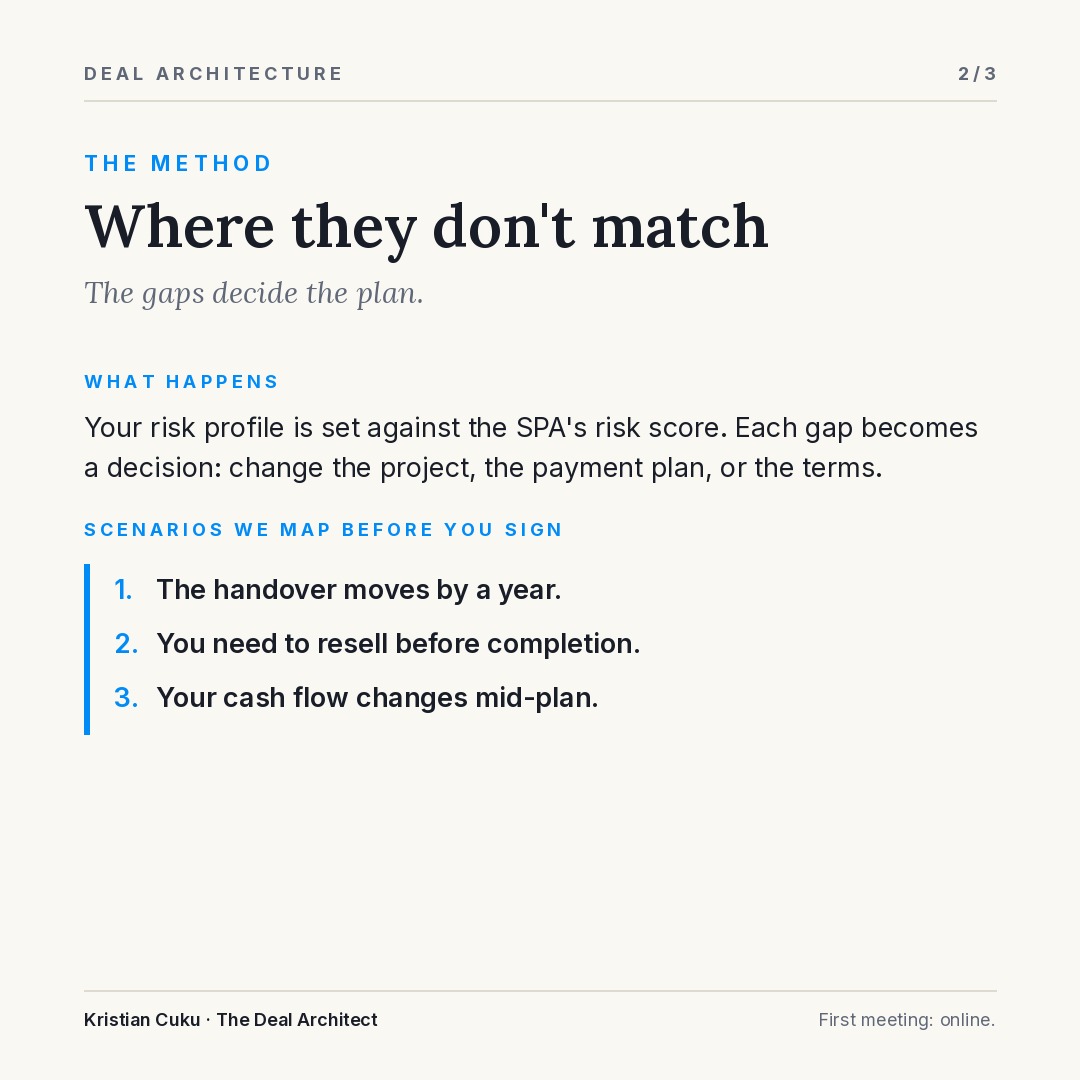 DEAL ARCHITECTURE
2/3
THE METHOD
Where they don't match
The gaps decide the plan.
WHAT HAPPENS
Your risk profile is set against the SPA's risk score. Each gap becomes
a decision: change the project, the payment plan, or the terms.
SCENARIOS WE MAP BEFORE YOU SIGN
1. The handover moves by a year.
2. You need to resell before completion.
3. Your cash flow changes mid-plan.
Kristian Cuku · The Deal Architect
First meeting: online.